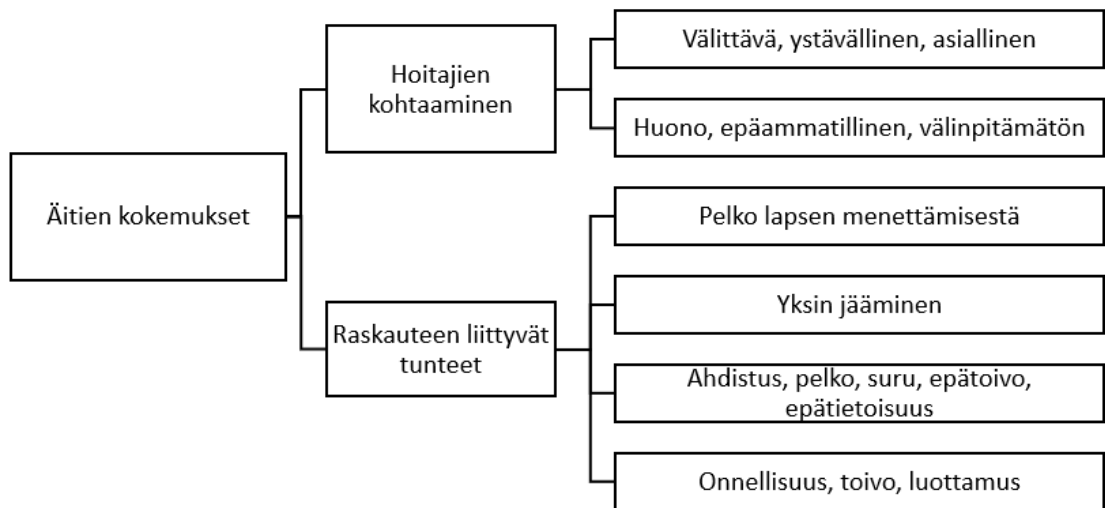 Äitien kokemukset
Hoitajien
kohtaaminen
Välittävä, ystävällinen, asiallinen
Huono, epäammatillinen, välinpitämätön
Raskauteen liittyvät
tunteet
Pelko lapsen menettämisestä
Yksin jääminen
Ahdistus, pelko, suru, epätoivo,
epätietoisuus
Onnellisuus, toivo, luottamus